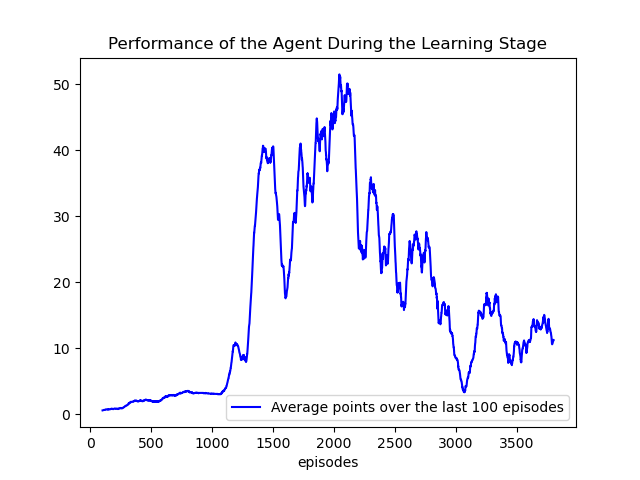 Performance of the Agent During the Learning Stage
50
40
30
20
10
0
Average points over the last 100 episodes
0 500 1000 1500 2000 2500 3000 3500
episodes